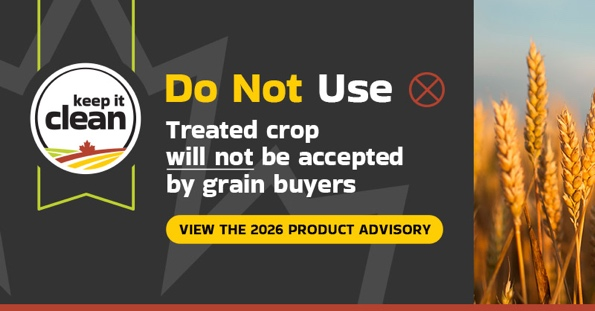 keep it
clean
Do Not Use
Treated crop
will not be accepted
by grain buyers
VIEW THE 2026 PRODUCT ADVISORY